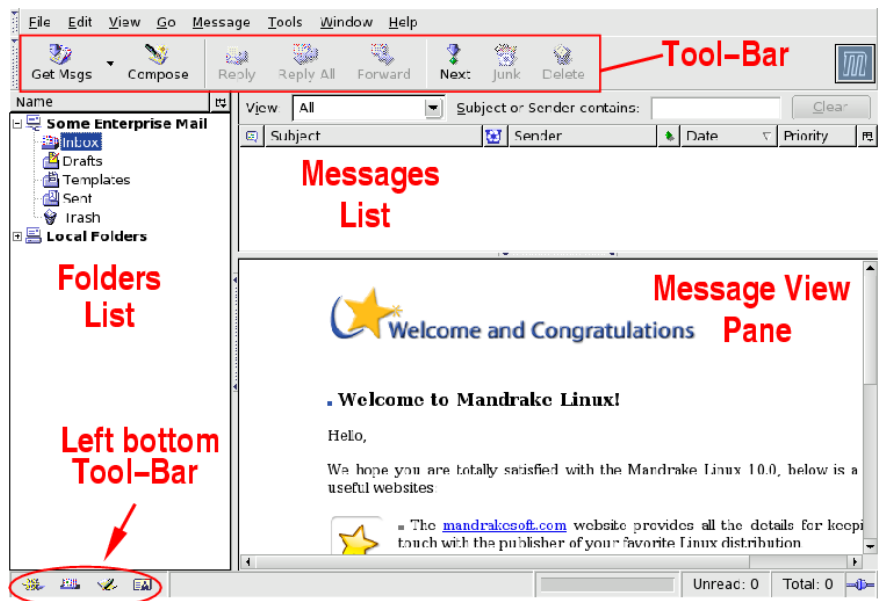 File Edit View Go Message Tools Window Help
Get Msgs Compose Reply Reply All Forward Next Junk Delete
Tool-Bar
Name
View All Subject or Sender contains: Clear
Subject Sender Date Priority
Some Enterprise Mail
Inbox
Drafts
Templates
Sent
Trash
Local Folders
Messages
List
Folders
List
Message View
Pane
Welcome and Congratulations
Welcome to Mandrake Linux!
Hello,
We hope you are totally satisfied with the Mandrake Linux 10.0, below is a
useful websites:
The mandrakesoft.com website provides all the details for keepi
touch with the publisher of your favorite Linux distribution
Left bottom
Tool-Bar
Unread: 0 Total: 0